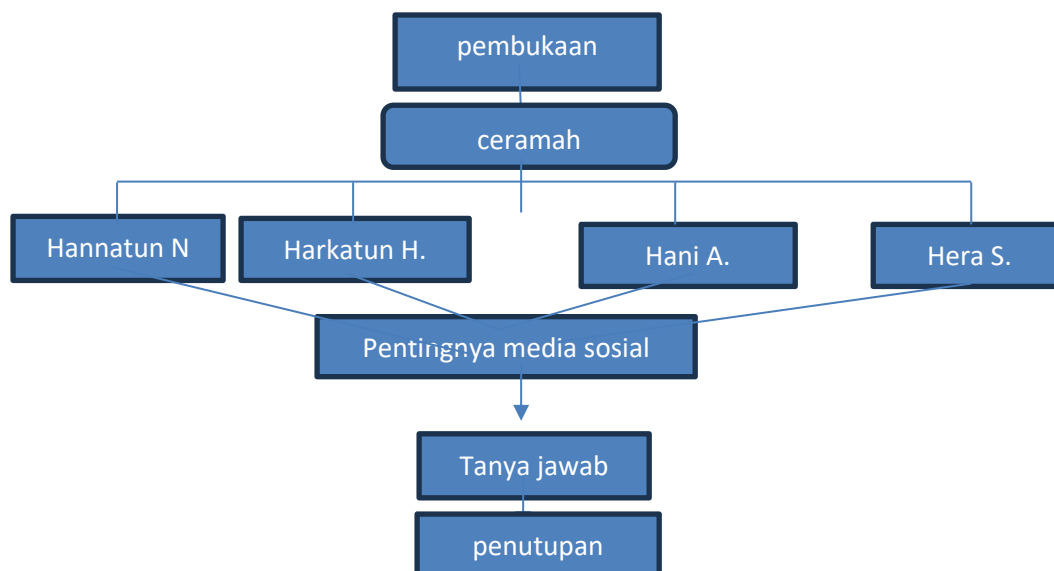 pembukaan
ceramah
Hannatun N
Harkatun H.
Hani A.
Hera S.
Pentingnya media sosial
Tanya jawab
penutupan